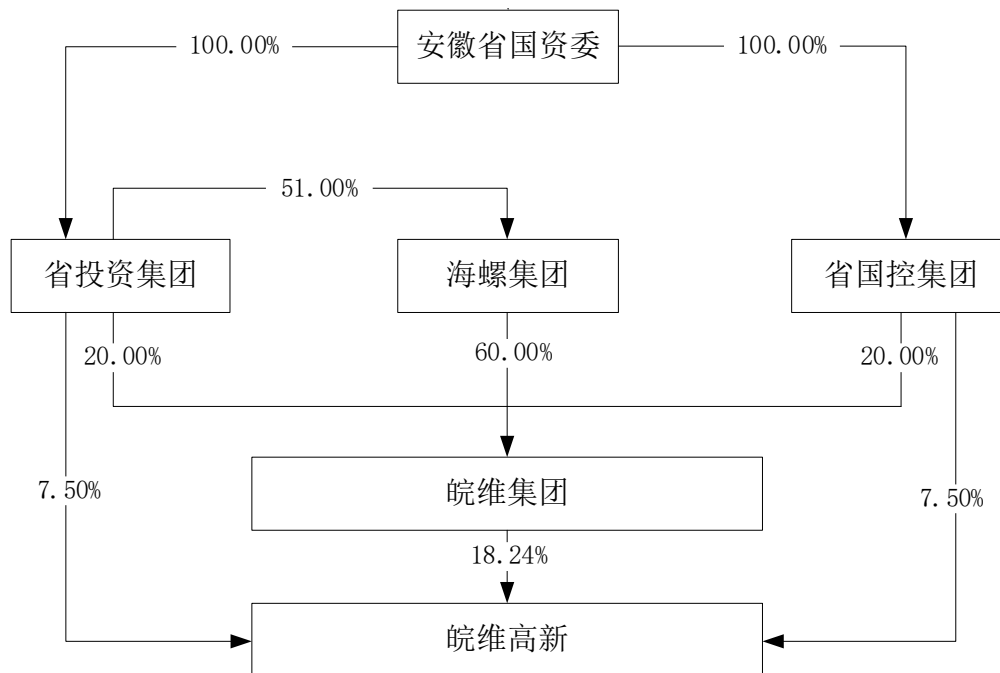 安徽省国资委
100.00%
100.00%
51.00%
省投资集团
海螺集团
省国控集团
20.00%
60.00%
20.00%
7.50%
皖维集团
7.50%
18.24%
皖维高新